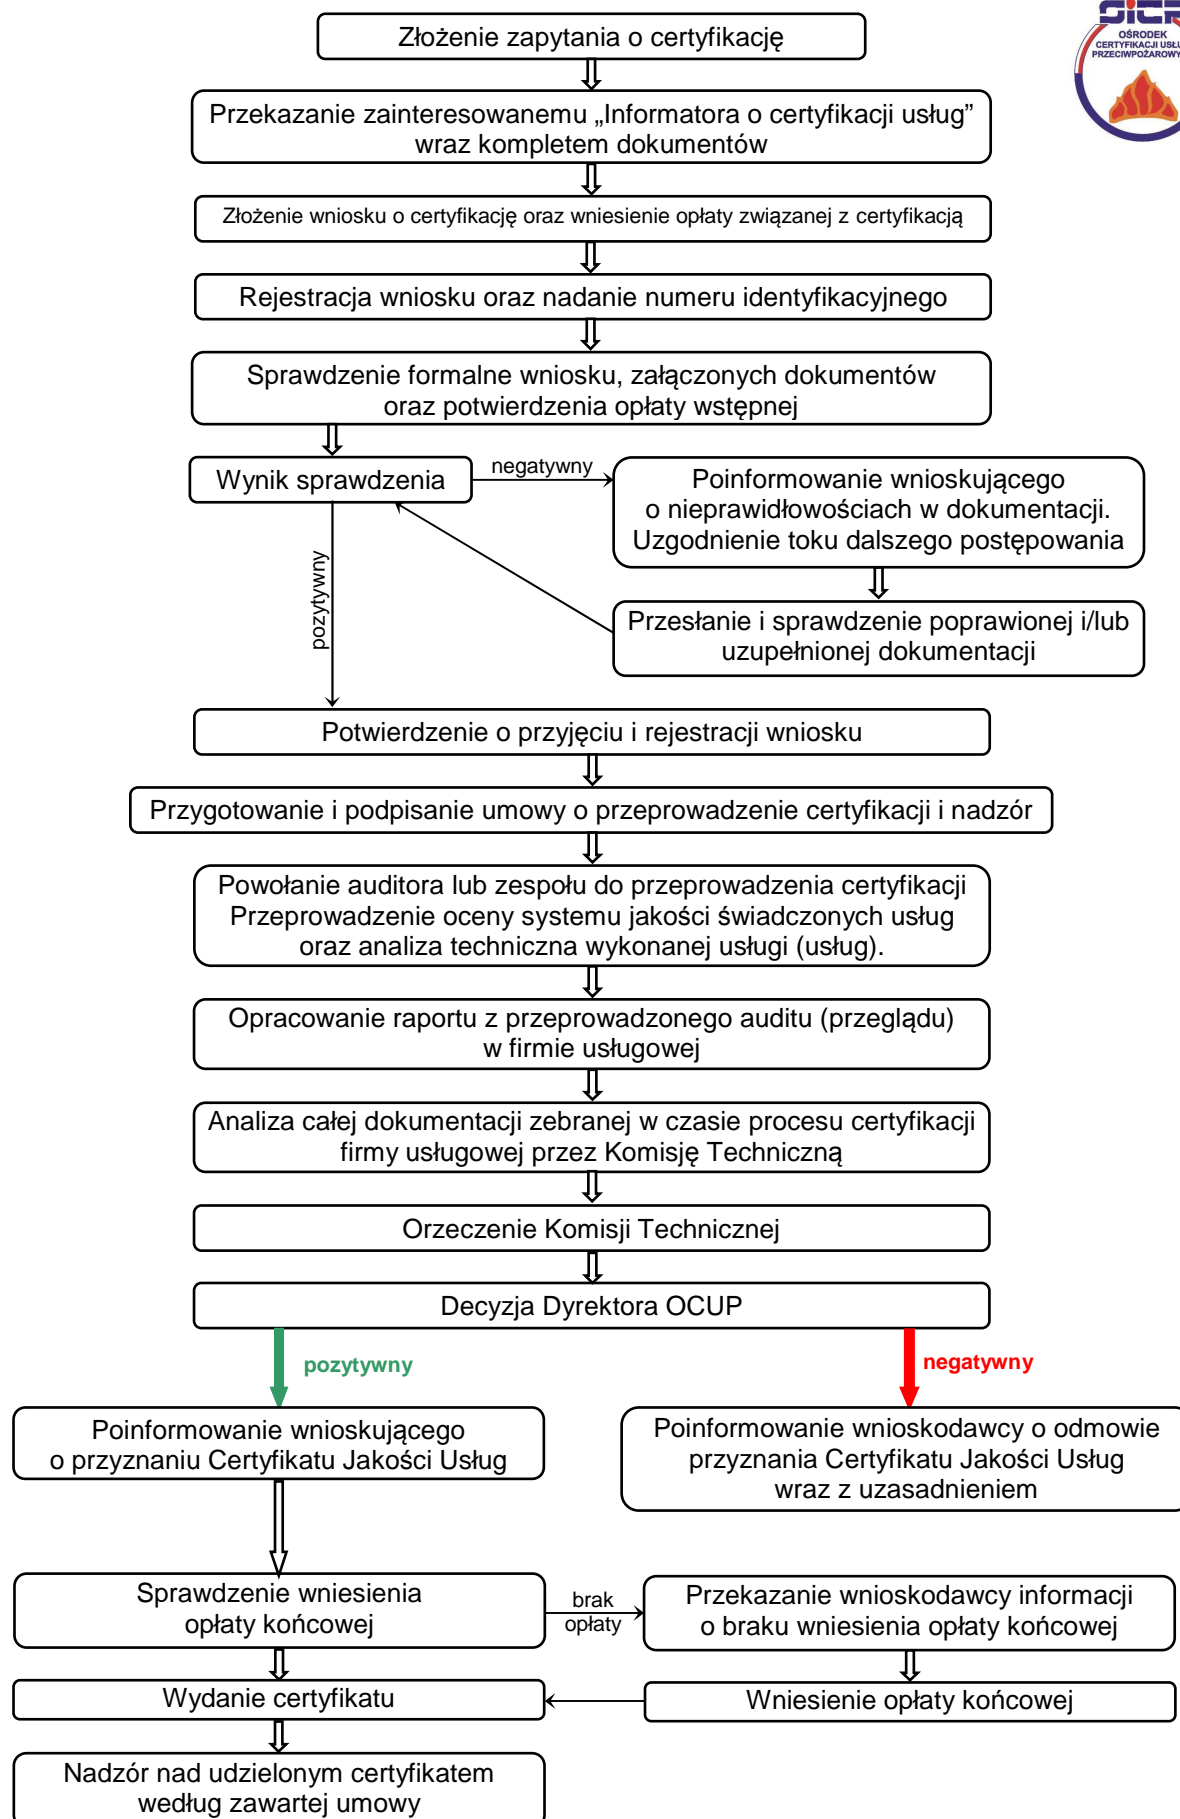 Złożenie zapytania o certyfikację
OŚRODEK
CERTYFIKACJI
Przekazanie zainteresowanemu „Informatora o certyfikacji usług”
wraz kompletem dokumentów
Złożenie wniosku o certyfikację oraz wniesienie opłaty związanej z certyfikacją
Rejestracja wniosku oraz nadanie numeru identyfikacyjnego
Sprawdzenie formalne wniosku, załączonych dokumentów
oraz potwierdzenia opłaty wstępnej
Wynik sprawdzenia
negatywny
Poinformowanie wnioskującego
o nieprawidłowościach w dokumentacji.
Uzgodnienie toku dalszego postępowania
pozytywny
Przesłanie i sprawdzenie poprawionej i/lub
uzupełnionej dokumentacji
Potwierdzenie o przyjęciu i rejestracji wniosku
Przygotowanie i podpisanie umowy o przeprowadzenie certyfikacji i nadzór
Powołanie auditora lub zespołu do przeprowadzenia certyfikacji
Przeprowadzenie oceny systemu jakości świadczonych usług
oraz analiza techniczna wykonanej usługi (usług).
Opracowanie raportu z przeprowadzonego auditu (przeglądu)
w firmie usługowej
Analiza całej dokumentacji zebranej w czasie procesu certyfikacji
firmy usługowej przez Komisję Techniczną
Orzeczenie Komisji Technicznej
Decyzja Dyrektora OCUP
pozytywny
negatywny
Poinformowanie wnioskującego
o przyznaniu Certyfikatu Jakości Usług
Poinformowanie wnioskodawcy o odmowie
przyznania Certyfikatu Jakości Usług
wraz z uzasadnieniem
Sprawdzenie wniesienia
opłaty końcowej
brak
opłaty
Przekazanie wnioskodawcy informacji
o braku wniesienia opłaty końcowej
Wydanie certyfikatu
Wniesienie opłaty końcowej
Nadzór nad udzielonym certyfikatem
według zawartej umowy